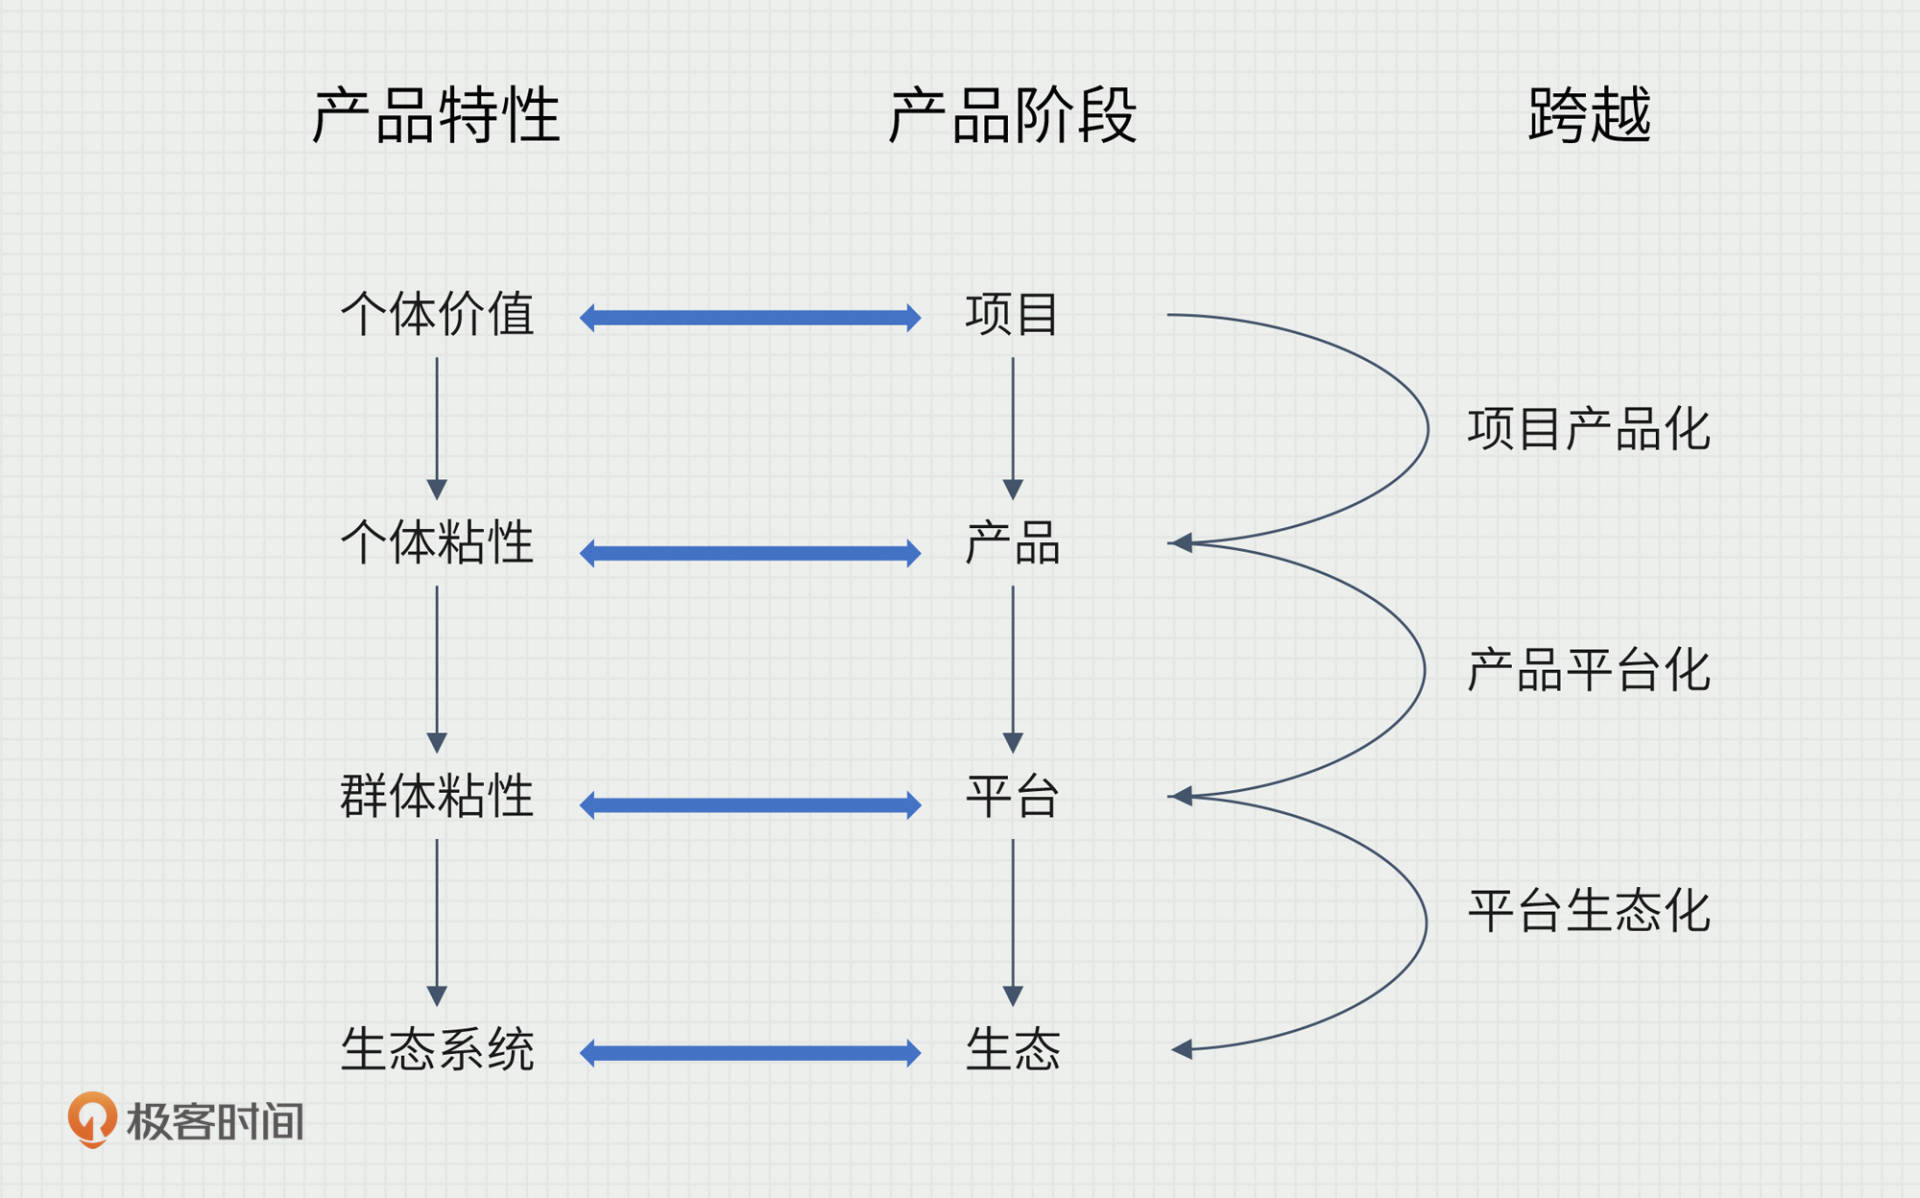 产品特性 产品阶段 跨越
个体价值 项目
项目产品化
个体粘性 产品
产品平台化
群体粘性 平台
平台生态化
生态系统 生态
极客时间